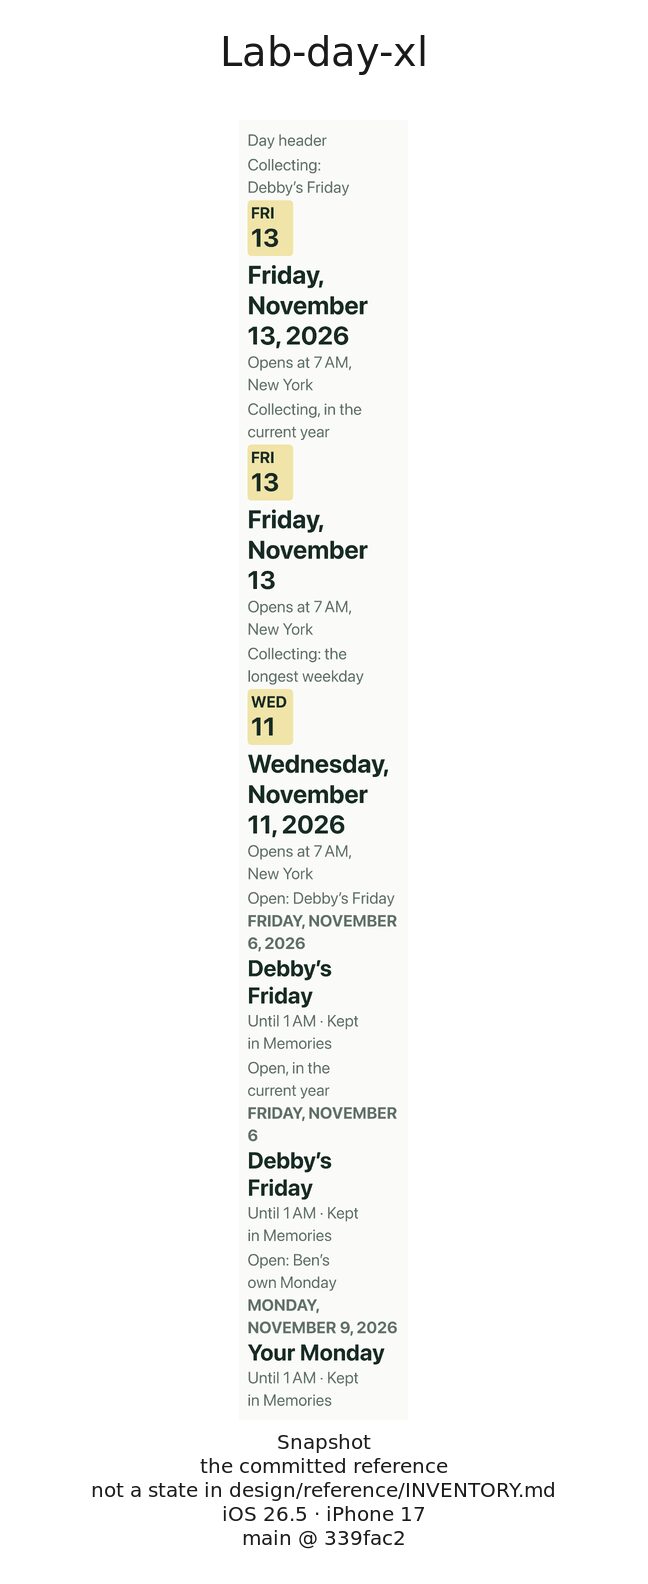 Lab-day-xl
Day header
Collecting:
Debby’s Friday
FRI
13
Friday,
November
13, 2026
Opens at 7 AM,
New York
Collecting, in the
current year
FRI
13
Friday,
November
13
Opens at 7 AM,
New York
Collecting: the
longest weekday
WED
11
Wednesday,
November
11, 2026
Opens at 7 AM,
New York
Open: Debby’s Friday
FRIDAY, NOVEMBER
6, 2026
Debby’s
Friday
Until 1 AM · Kept
in Memories
Open, in the
current year
FRIDAY, NOVEMBER
6
Debby’s
Friday
Until 1 AM · Kept
in Memories
Open: Ben’s
own Monday
MONDAY,
NOVEMBER 9, 2026
Your Monday
Until 1 AM · Kept
in Memories
Snapshot
the committed reference
not a state in design/reference/INVENTORY.md
iOS 26.5 · iPhone 17
main @ 339fac2